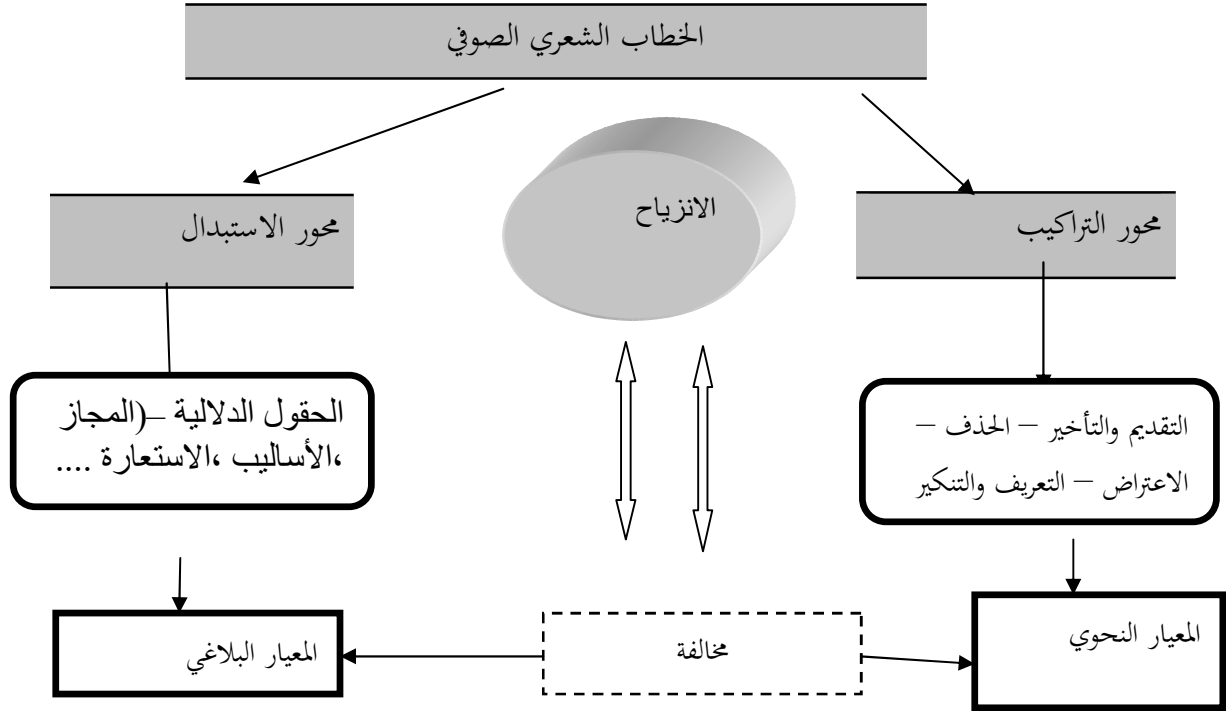 الخطاب الشعري الصوفي
الانزياح
محور التراكيب
محور الاستبدال
التقديم والتأخير – الحذف –
الاعتراض – التعريف والتنكير
الحقول الدلالية –(المجاز
،الأساليب ،الاستعارة ....
المعيار النحوي
مخالفة
المعيار البلاغي